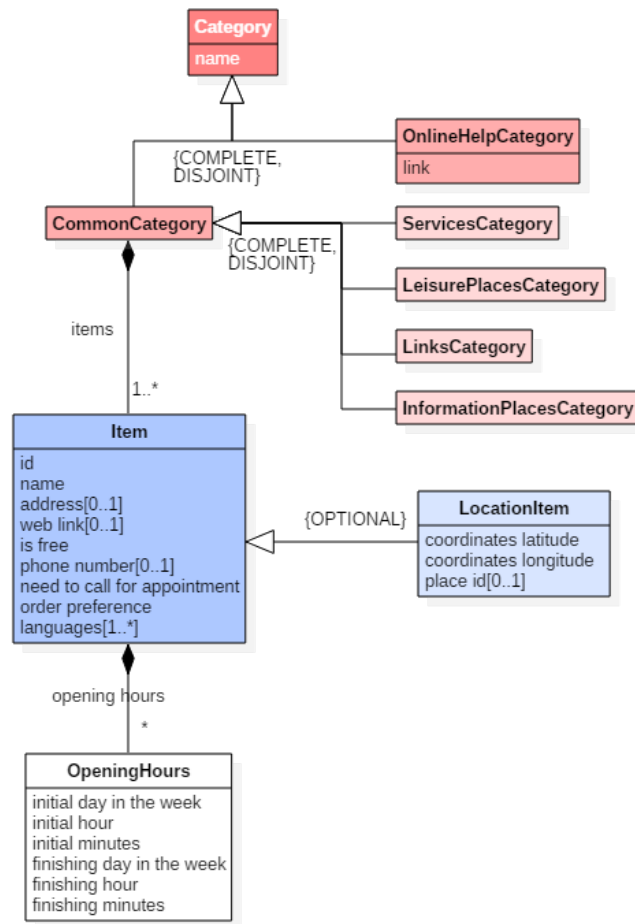 Category
name
{COMPLETE,
DISJOINT}
OnlineHelpCategory
link
CommonCategory
{COMPLETE,
DISJOINT}
ServicesCategory
LeisurePlacesCategory
LinksCategory
InformationPlacesCategory
items
1..*
Item
id
name
address[0..1]
web link[0..1]
is free
phone number[0..1]
need to call for appointment
order preference
languages[1..*]
{OPTIONAL}
LocationItem
coordinates latitude
coordinates longitude
place id[0..1]
opening hours
*
OpeningHours
initial day in the week
initial hour
initial minutes
finishing day in the week
finishing hour
finishing minutes